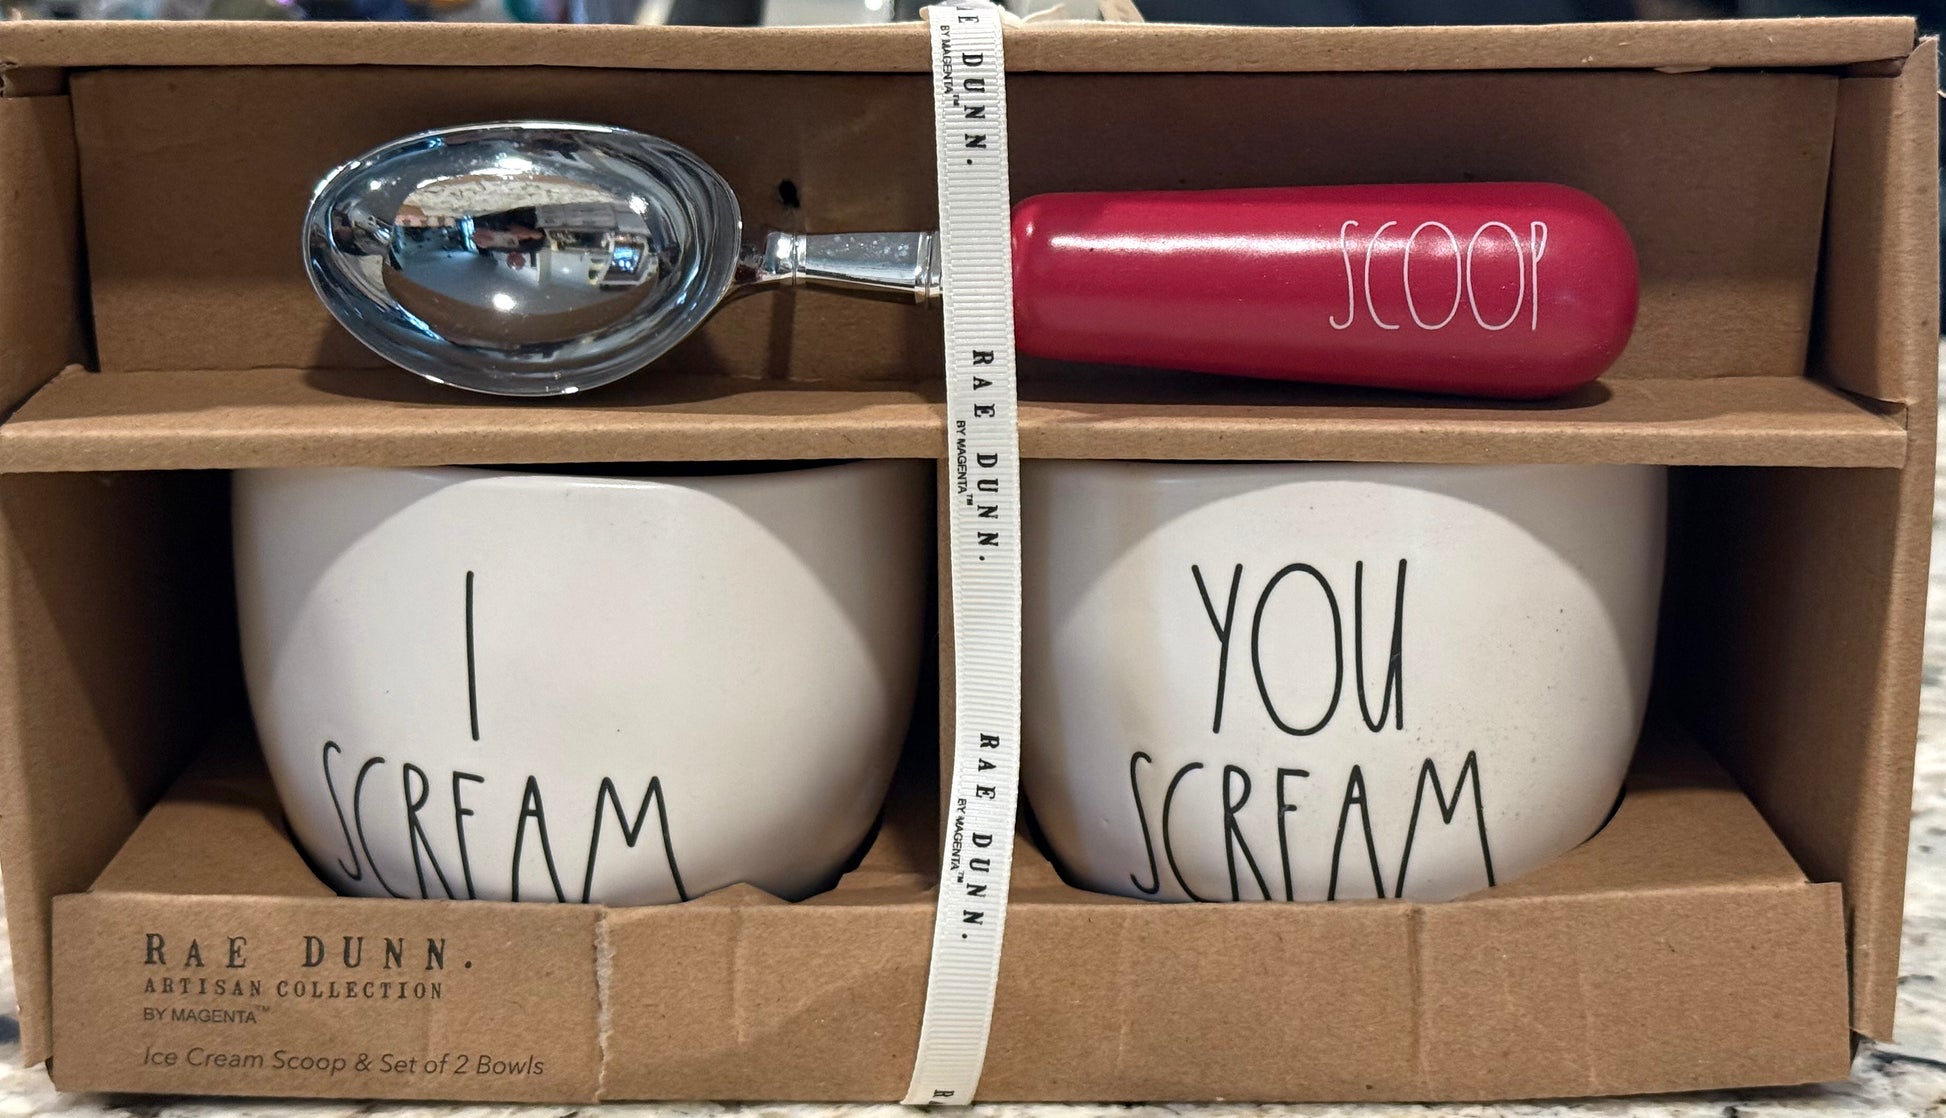 E DUNN.
BY MAGENTA™
SCOOP
RAE DUNN.
BY MAGENTA™
I
SCREAM
YOU
SCREAM
RAE DUNN.
BY MAGENTA™
RAE DUNN.
ARTISAN COLLECTION
BY MAGENTA™
Ice Cream Scoop & Set of 2 Bowls
R